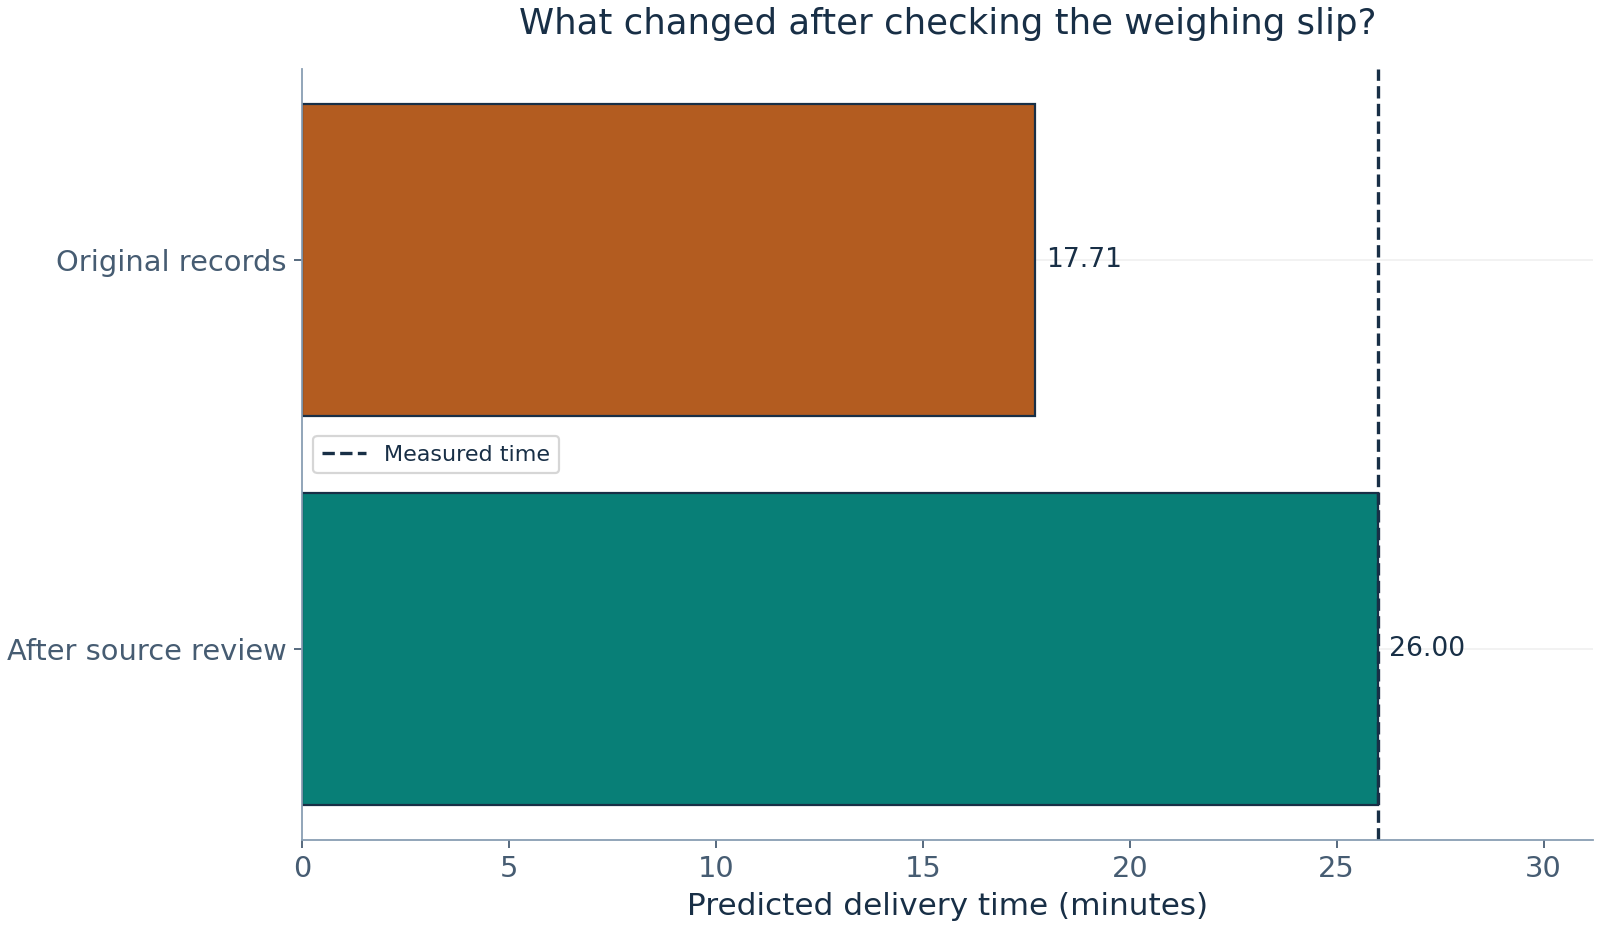 What changed after checking the weighing slip?
Original records
17.71
Measured time
After source review
26.00
0 5 10 15 20 25 30
Predicted delivery time (minutes)